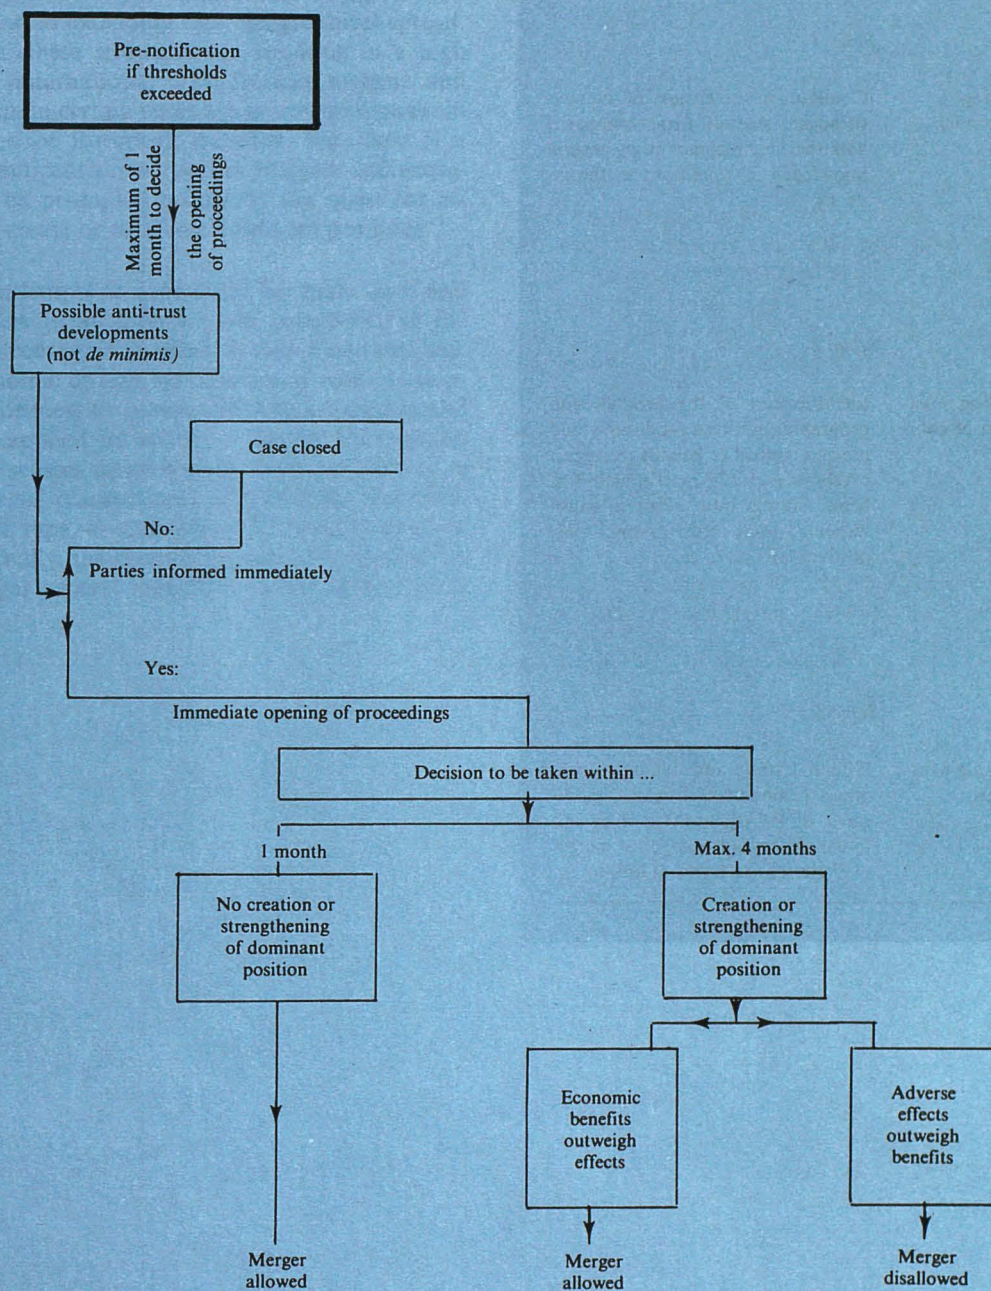 Pre-notification
if thresholds
exceeded
Maximum of 1
month to decide
the opening
of proceedings
Possible anti-trust
developments
(not de minimis)
Case closed
No:
Parties informed immediately
Yes:
Immediate opening of proceedings
Decision to be taken within ...
1 month
Max. 4 months
No creation or
strengthening
of dominant
position
Creation or
strengthening
of dominant
position
Economic
benefits
outweigh
effects
Adverse
effects
outweigh
benefits
Merger
allowed
Merger
allowed
Merger
disallowed